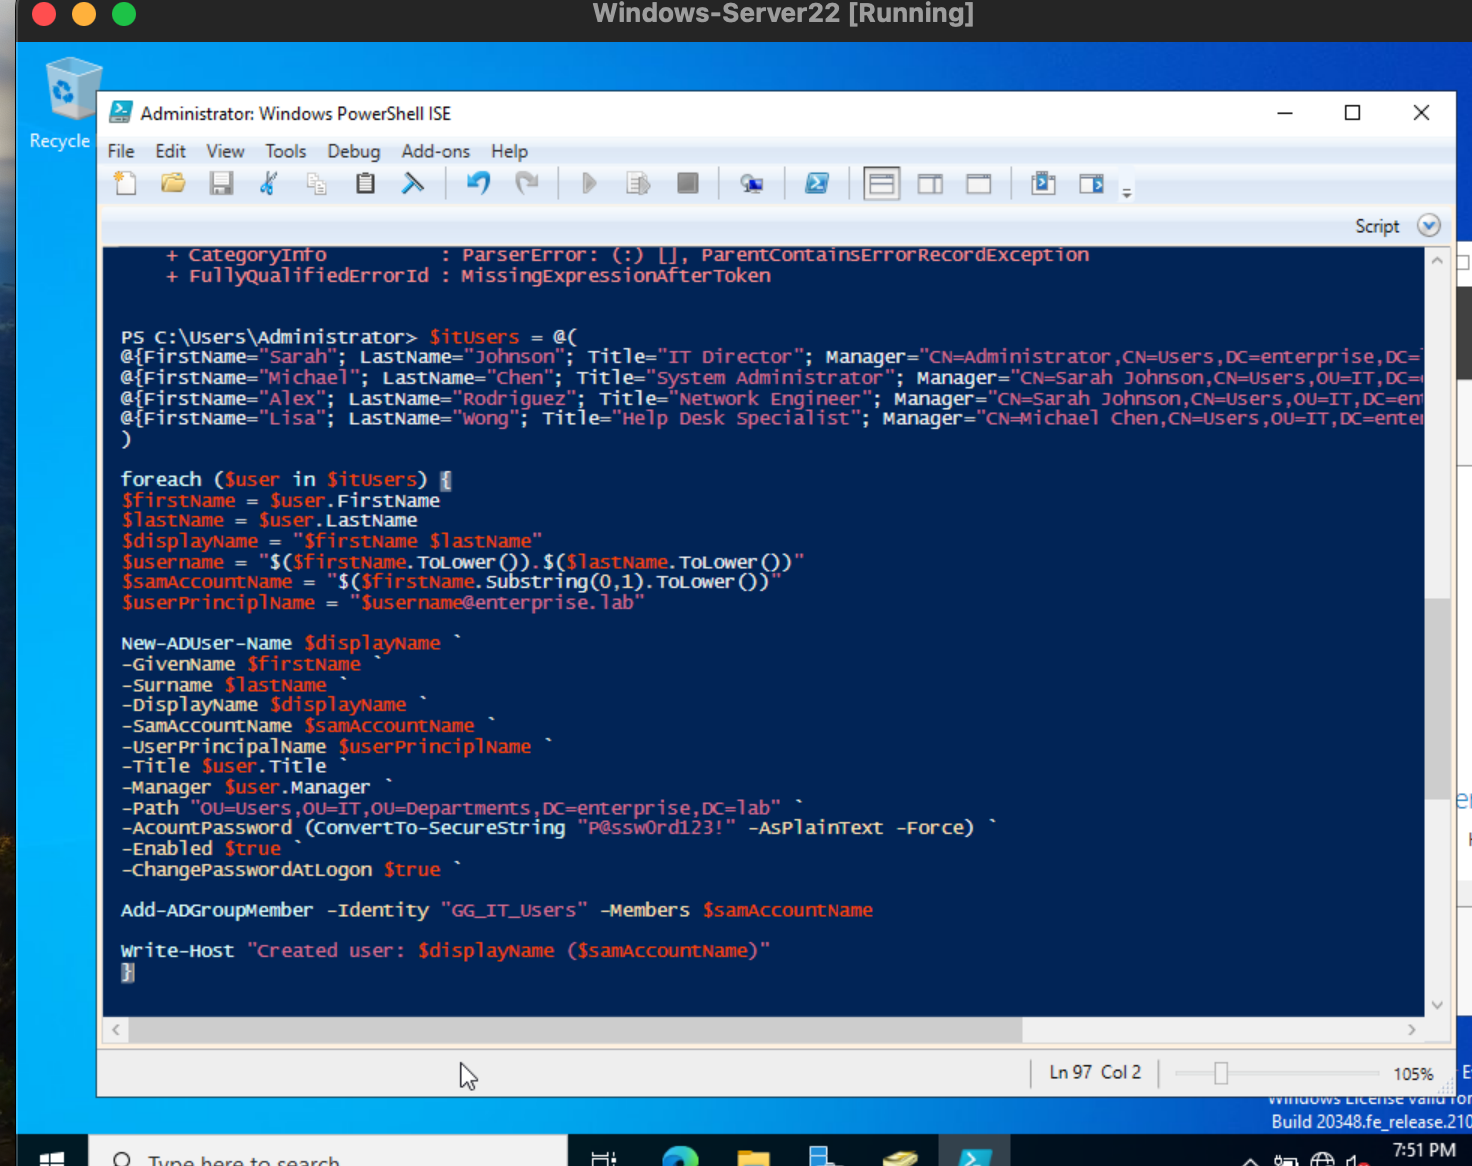 Windows-Server22 [Running]
Recycle
Administrator: Windows PowerShell ISE
File Edit View Tools Debug Add-ons Help
Script
+ CategoryInfo : ParserError: (:) [], ParentContainsErrorRecordException
+ FullyQualifiedErrorId : MissingExpressionAfterToken
PS C:\Users\Administrator> $itUsers = @(
@{FirstName="Sarah"; LastName="Johnson"; Title="IT Director"; Manager="CN=Administrator,CN=Users,DC=enterprise,DC=
@{FirstName="Michael"; LastName="Chen"; Title="System Administrator"; Manager="CN=Sarah Johnson,CN=Users,OU=IT,DC=
@{FirstName="Alex"; LastName="Rodriguez"; Title="Network Engineer"; Manager="CN=Sarah Johnson,CN=Users,OU=IT,DC=ent
@{FirstName="Lisa"; LastName="Wong"; Title="Help Desk Specialist"; Manager="CN=Michael Chen,CN=Users,OU=IT,DC=enter
)
foreach ($user in $itUsers) {
$firstName = $user.FirstName
$lastName = $user.LastName
$displayName = "$firstName $lastName"
$username = "$($firstName.ToLower()).$($lastName.ToLower())"
$samAccountName = "$($firstName.Substring(0,1).ToLower())"
$userPrinciplName = "$username@enterprise.lab"
New-ADUser-Name $displayName `
-GivenName $firstName `
-Surname $lastName `
-DisplayName $displayName `
-SamAccountName $samAccountName `
-UserPrincipalName $userPrinciplName `
-Title $user.Title `
-Manager $user.Manager `
-Path "OU=Users,OU=IT,OU=Departments,DC=enterprise,DC=lab" `
-AcountPassword (ConvertTo-SecureString "P@ssw0rd123!" -AsPlainText -Force) `
-Enabled $true `
-ChangePasswordAtLogon $true `
Add-ADGroupMember -Identity "GG_IT_Users" -Members $samAccountName
Write-Host "Created user: $displayName ($samAccountName)"
}
Ln 97 Col 2
105%
Windows License valid for
Build 20348.fe_release.210
Type here to search
7:51 PM